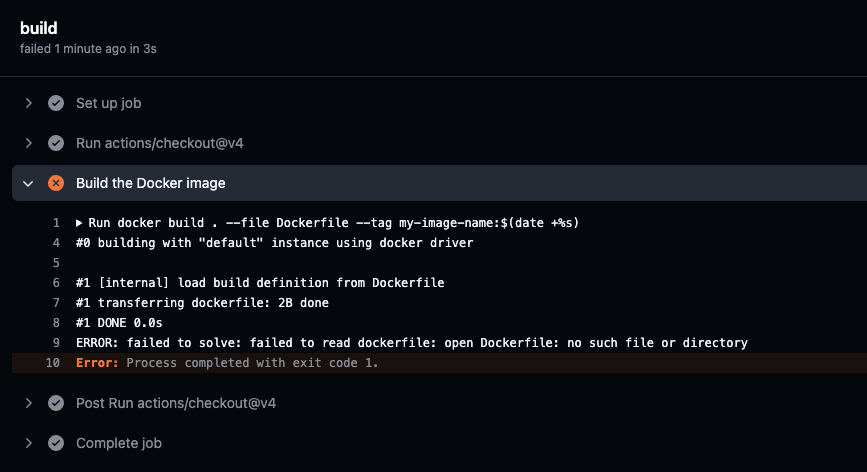 build
failed 1 minute ago in 3s
Set up job
Run actions/checkout@v4
Build the Docker image
1 Run docker build . --file Dockerfile --tag my-image-name:$(date +%s)
4 #0 building with "default" instance using docker driver
5
6 #1 [internal] load build definition from Dockerfile
7 #1 transferring dockerfile: 2B done
8 #1 DONE 0.0s
9 ERROR: failed to solve: failed to read dockerfile: open Dockerfile: no such file or directory
10 Error: Process completed with exit code 1.
Post Run actions/checkout@v4
Complete job